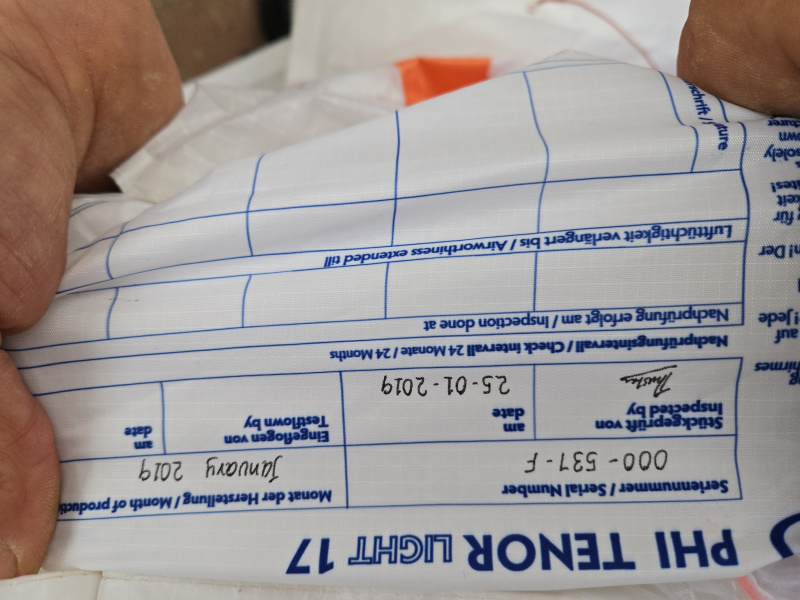 PHI TENOR LIGHT 17
Seriennummer / Serial Number
000-531-F
Monat der Herstellung / Month of producti
January 2019
Stückgeprüft von
Inspected by
am
date
25-01-2019
Eingeflogen von
Testflown by
am
date
Nachprüfungsintervall / Check intervall 24 Monate / 24 Months
Nachprüfung erfolgt am / Inspection done at
Lufttüchtigkeit verlängert bis / Airworthiness extended till